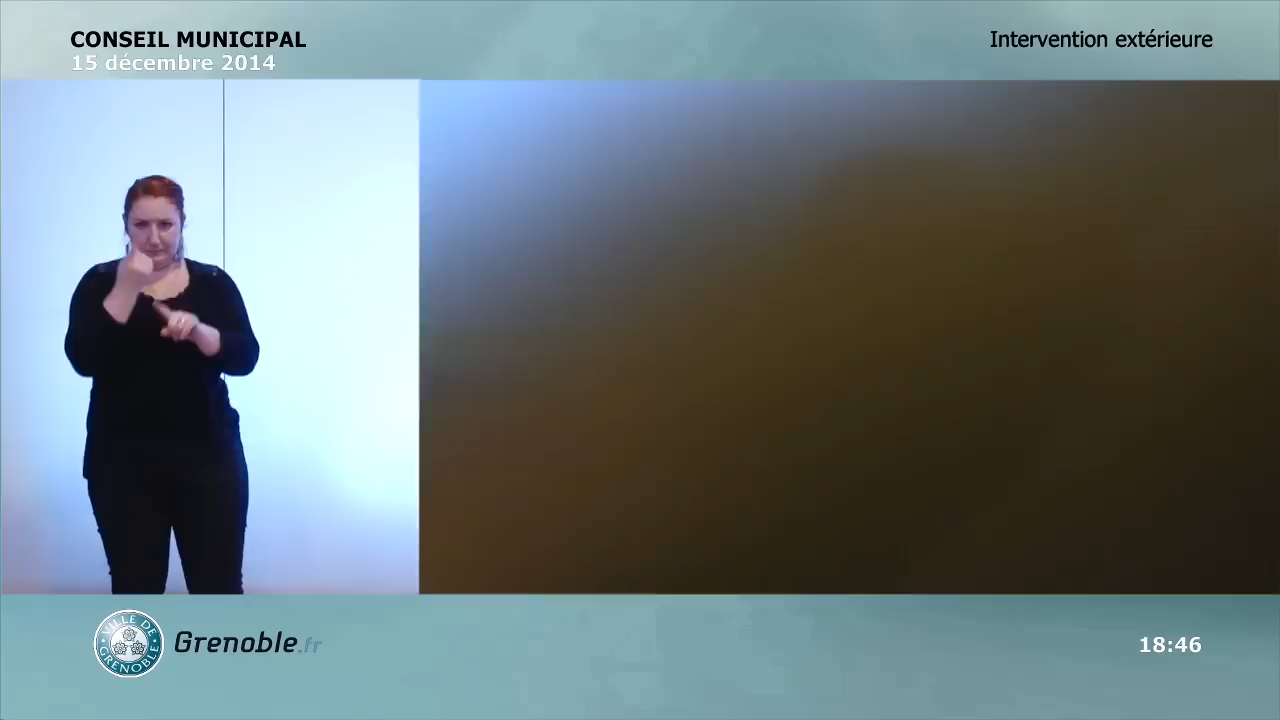 CONSEIL MUNICIPAL
15 décembre 2014
Intervention extérieure
VILLE DE GRENOBLE
Grenoble.fr
18:46